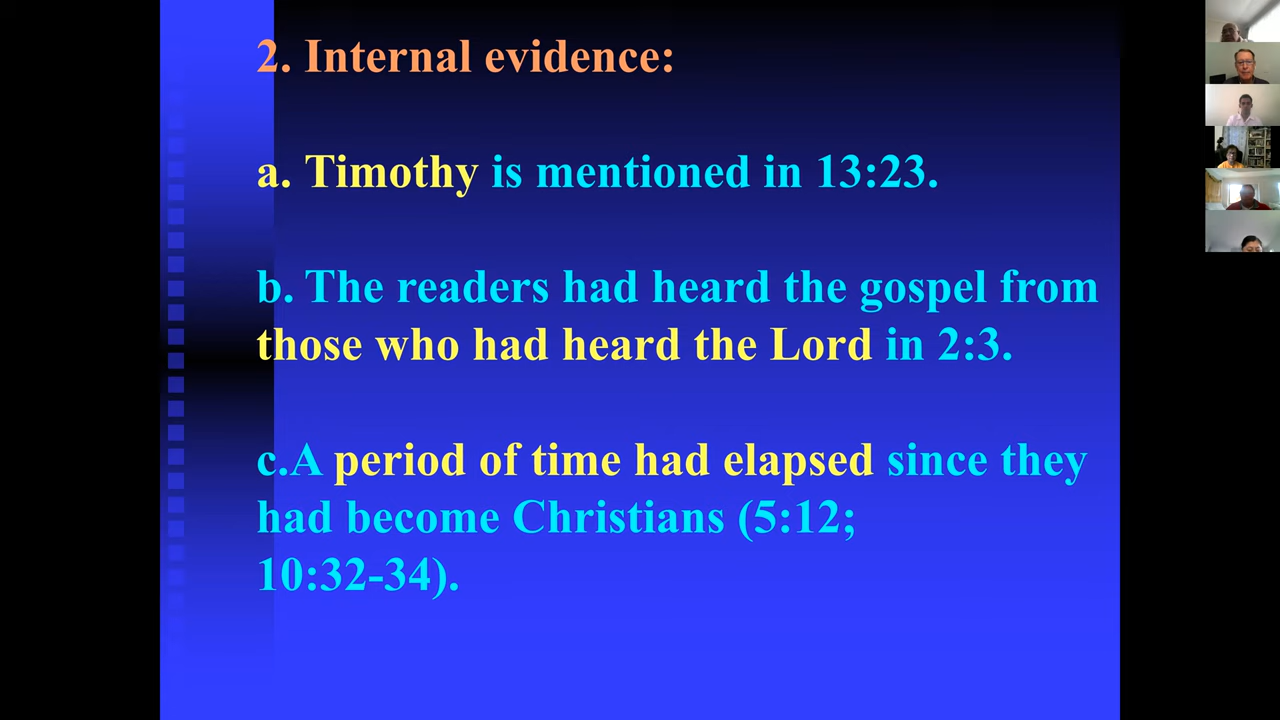 2. Internal evidence:
a. Timothy is mentioned in 13:23.
b. The readers had heard the gospel from
those who had heard the Lord in 2:3.
c.A period of time had elapsed since they
had become Christians (5:12;
10:32-34).